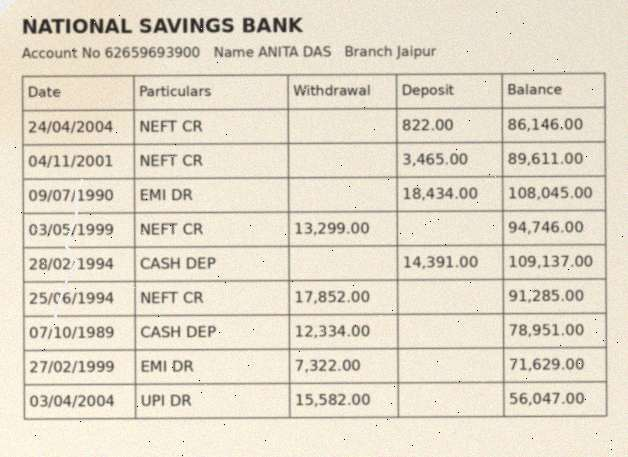 NATIONAL SAVINGS BANK
Account No 62659693900 Name ANITA DAS Branch Jaipur
Date Particulars Withdrawal Deposit Balance
24/04/2004 NEFT CR 822.00 86,146.00
04/11/2001 NEFT CR 3,465.00 89,611.00
09/07/1990 EMI DR 18,434.00 108,045.00
03/05/1999 NEFT CR 13,299.00 94,746.00
28/02/1994 CASH DEP 14,391.00 109,137.00
25/06/1994 NEFT CR 17,852.00 91,285.00
07/10/1989 CASH DEP 12,334.00 78,951.00
27/02/1999 EMI DR 7,322.00 71,629.00
03/04/2004 UPI DR 15,582.00 56,047.00